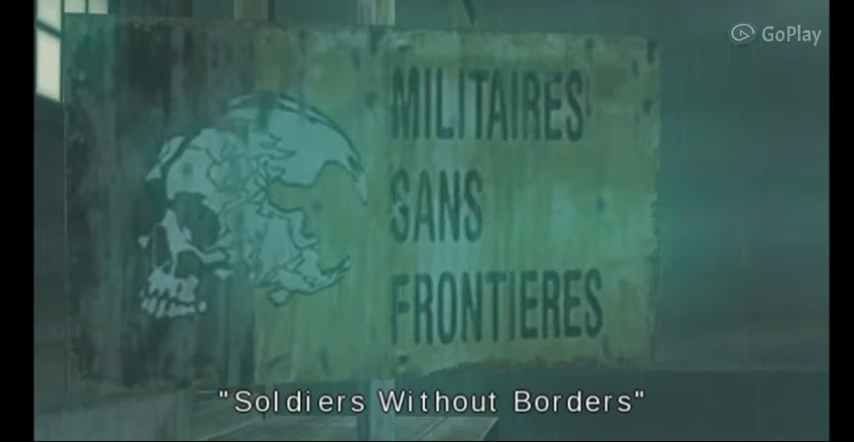 GoPlay
MILITAIRES
SANS
FRONTIERES
"Soldiers Without Borders"